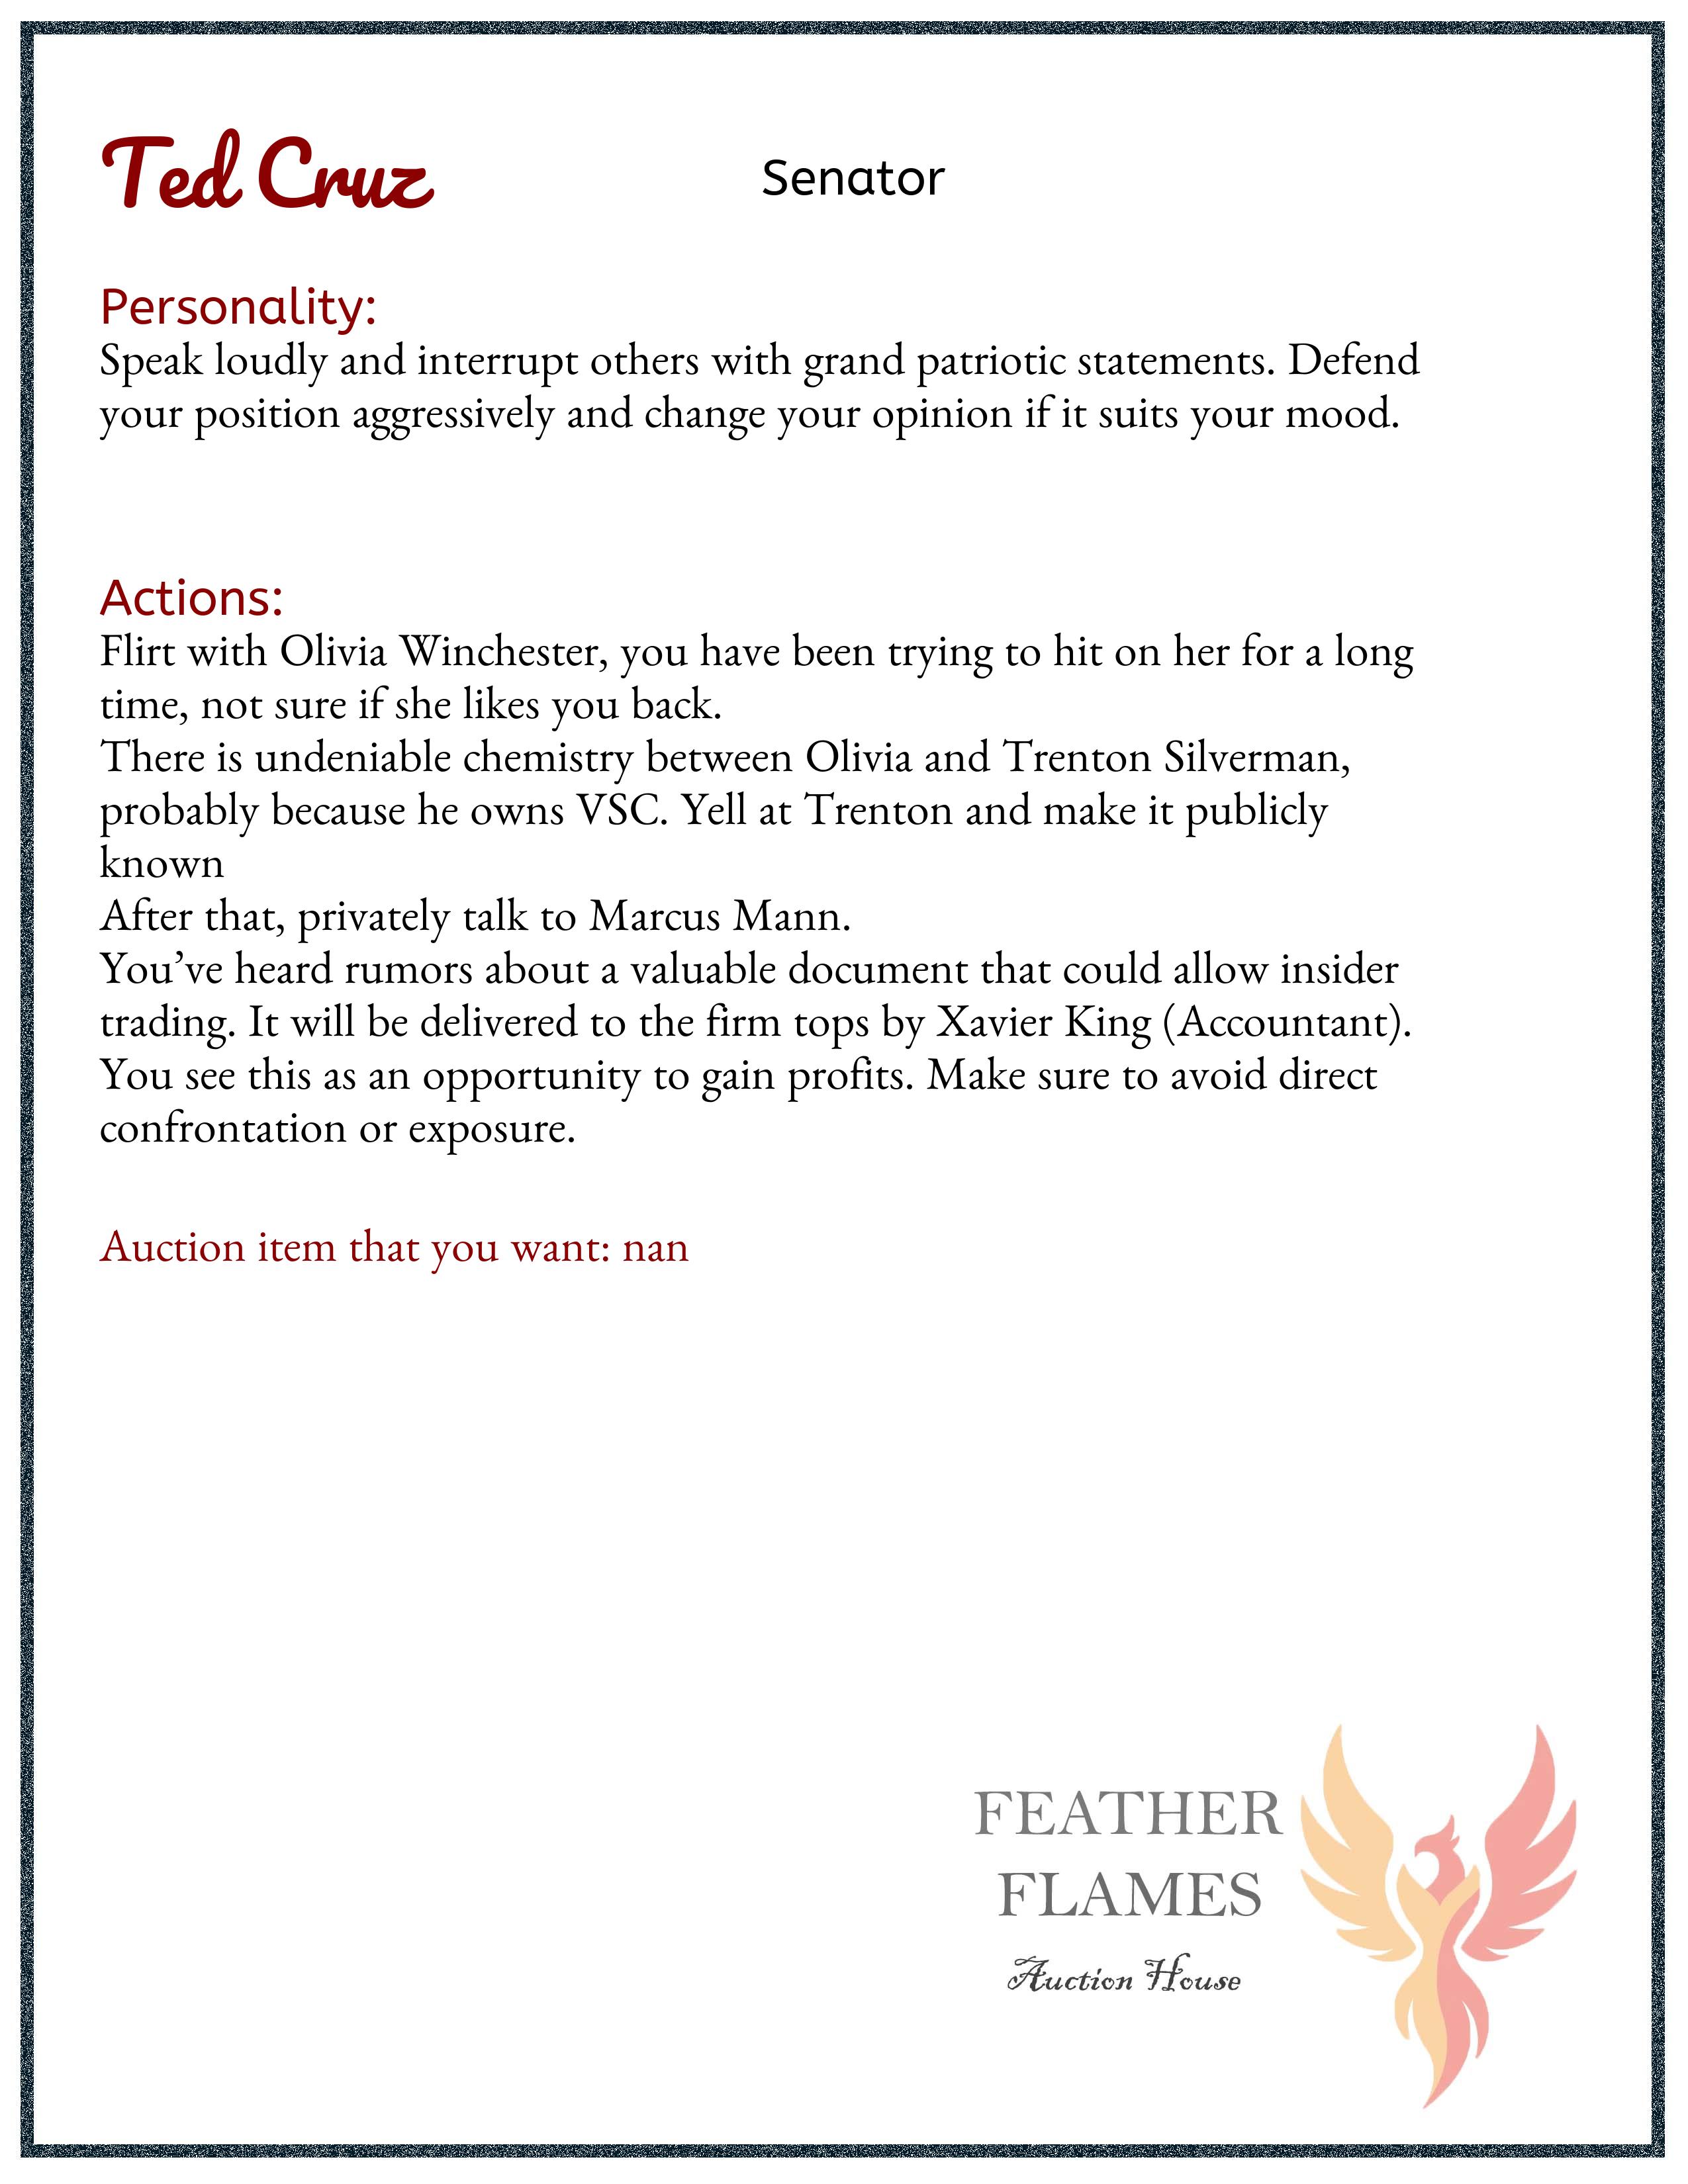 Ted Cruz
Senator
Personality:
Speak loudly and interrupt others with grand patriotic statements. Defend
your position aggressively and change your opinion if it suits your mood.
Actions:
Flirt with Olivia Winchester, you have been trying to hit on her for a long
time, not sure if she likes you back.
There is undeniable chemistry between Olivia and Trenton Silverman,
probably because he owns VSC. Yell at Trenton and make it publicly
known
After that, privately talk to Marcus Mann.
You’ve heard rumors about a valuable document that could allow insider
trading. It will be delivered to the firm tops by Xavier King (Accountant).
You see this as an opportunity to gain profits. Make sure to avoid direct
confrontation or exposure.
Auction item that you want: nan
FEATHER
FLAMES
Auction House